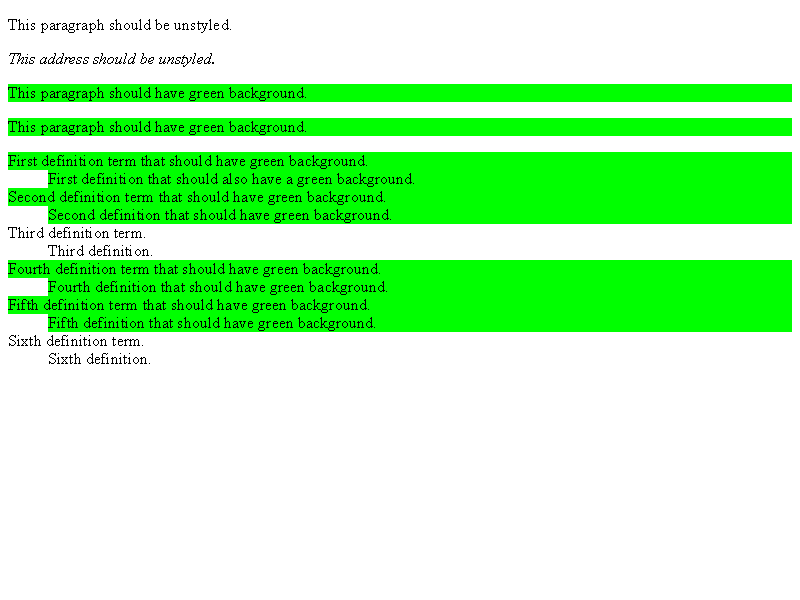 This paragraph should be unstyled.
This address should be unstyled.
This paragraph should have green background.
This paragraph should have green background.
First definition term that should have green background.
First definition that should also have a green background.
Second definition term that should have green background.
Second definition that should have green background.
Third definition term.
Third definition.
Fourth definition term that should have green background.
Fourth definition that should have green background.
Fifth definition term that should have green background.
Fifth definition that should have green background.
Sixth definition term.
Sixth definition.